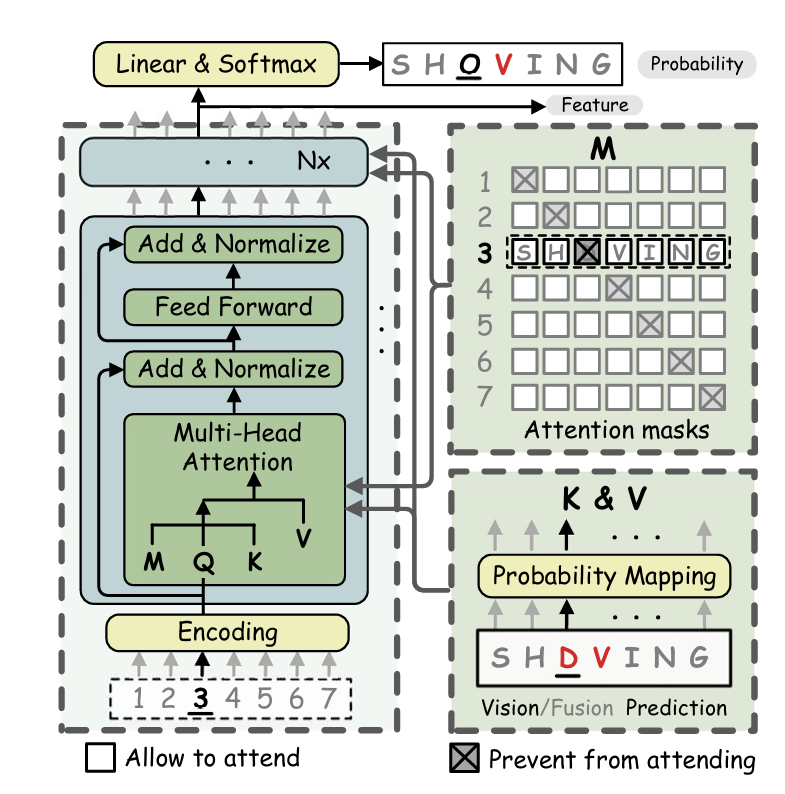 Linear & Softmax
S H O V I N G
Probability
Feature
. . . Nx
Add & Normalize
Feed Forward
Add & Normalize
Multi-Head
Attention
M Q K V
Encoding
1 2 3 4 5 6 7
M
1
2
3 S H V I N G
4
5
6
7
Attention masks
K & V
. . .
Probability Mapping
. . .
S H D V I N G
Vision/Fusion Prediction
Allow to attend
Prevent from attending